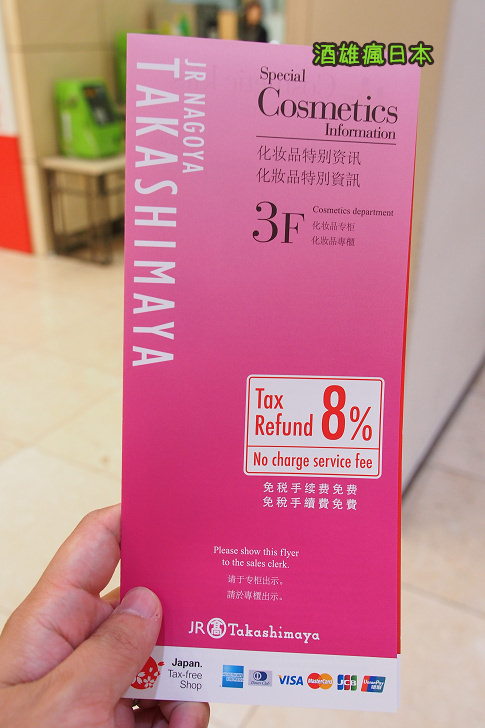 酒雄瘋日本
JR NAGOYA
TAKASHIMAYA
Special
Cosmetics
Information
化妆品特别资讯
化妝品特別資訊
3F
Cosmetics department
化妆品专柜
化妝品專櫃
Tax
Refund 8%
No charge service fee
免税手续费免费
免稅手續費免費
Please show this flyer
to the sales clerk.
请于专柜出示。
請於專櫃出示。
JR 髙 Takashimaya
Japan.
Tax-free
Shop
VISA MasterCard JCB UnionPay